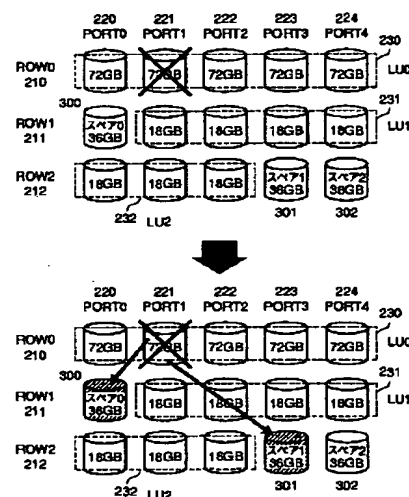 220 221 222 223 224
PORT0 PORT1 PORT2 PORT3 PORT4
230
ROW0 72GB 72GB 72GB 72GB 72GB LU0
210
300 231
ROW1 スペア0 18GB 18GB 18GB 18GB LU1
211 36GB
ROW2 18GB 18GB 18GB スペア1 スペア2
212 36GB 36GB
232 LU2 301 302
220 221 222 223 224
PORT0 PORT1 PORT2 PORT3 PORT4
230
ROW0 72GB 72GB 72GB 72GB 72GB LU0
210
300 231
ROW1 スペア0 18GB 18GB 18GB 18GB LU1
211 36GB
ROW2 18GB 18GB 18GB スペア1 スペア2
212 36GB 36GB
232 LU2 301 302